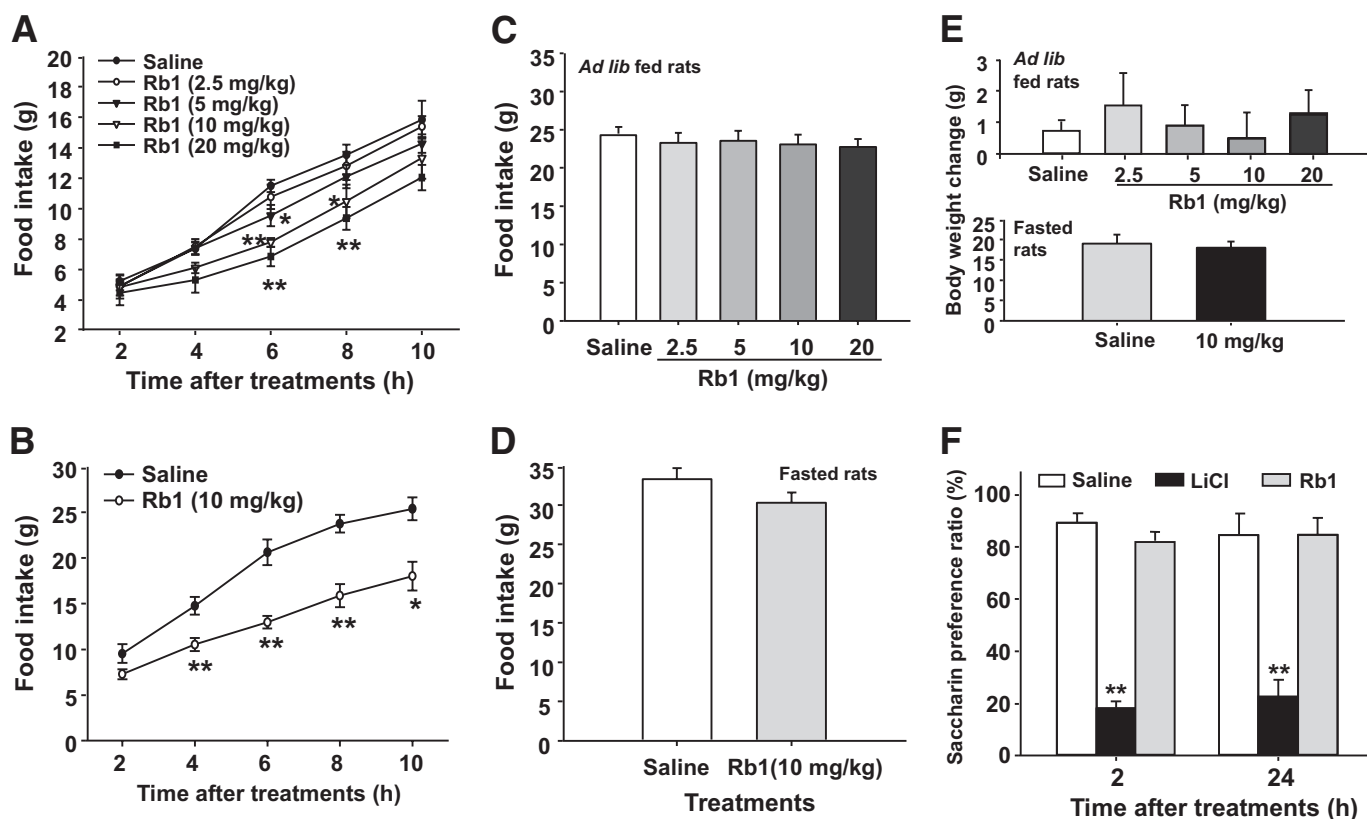 A
Food intake (g)
20
18
16
14
12
10
8
6
4
2
Saline
Rb1 (2.5 mg/kg)
Rb1 (5 mg/kg)
Rb1 (10 mg/kg)
Rb1 (20 mg/kg)
*
**
*
**
**
2 4 6 8 10
Time after treatments (h)
B
Food intake (g)
30
25
20
15
10
5
0
Saline
Rb1 (10 mg/kg)
**
**
**
*
2 4 6 8 10
Time after treatments (h)
C
Food intake (g)
35
30
25
20
15
10
5
0
Ad lib fed rats
Saline 2.5 5 10 20
Rb1 (mg/kg)
D
Food intake (g)
35
30
25
20
15
10
5
0
Fasted rats
Saline Rb1(10 mg/kg)
Treatments
E
Body weight change (g)
3
2
1
0
Ad lib
fed rats
Saline 2.5 5 10 20
Rb1 (mg/kg)
25
20
15
10
5
0
Fasted
rats
Saline 10 mg/kg
F
Saccharin preference ratio (%)
100
80
60
40
20
0
Saline LiCl Rb1
**
**
2 24
Time after treatments (h)